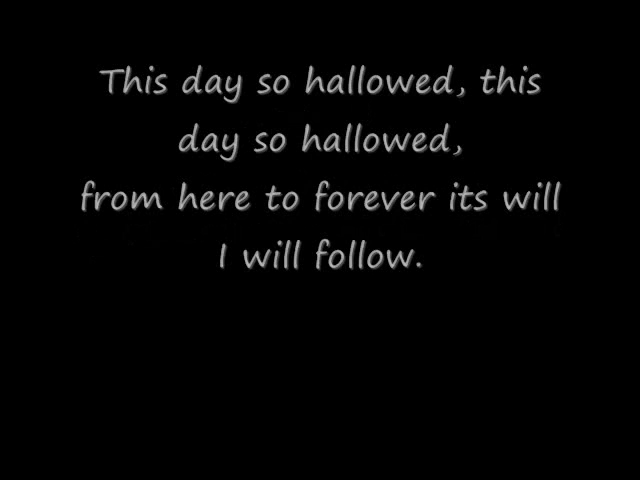 This day so hallowed, this
day so hallowed,
from here to forever its will
I will follow.